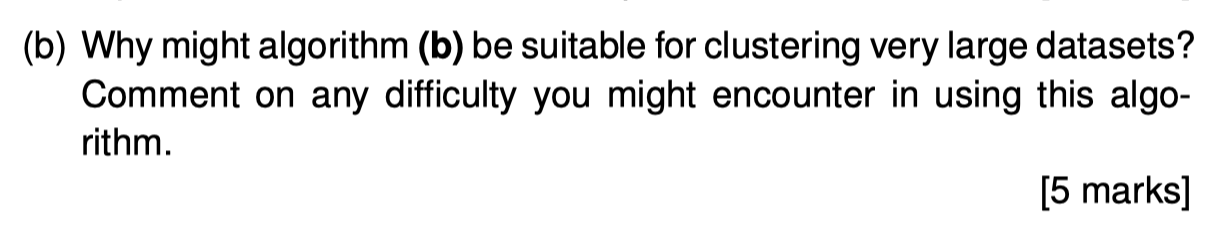 (b) Why might algorithm (b) be suitable for clustering very large datasets?
Comment on any difficulty you might encounter in using this algo-
rithm.
[5 marks]